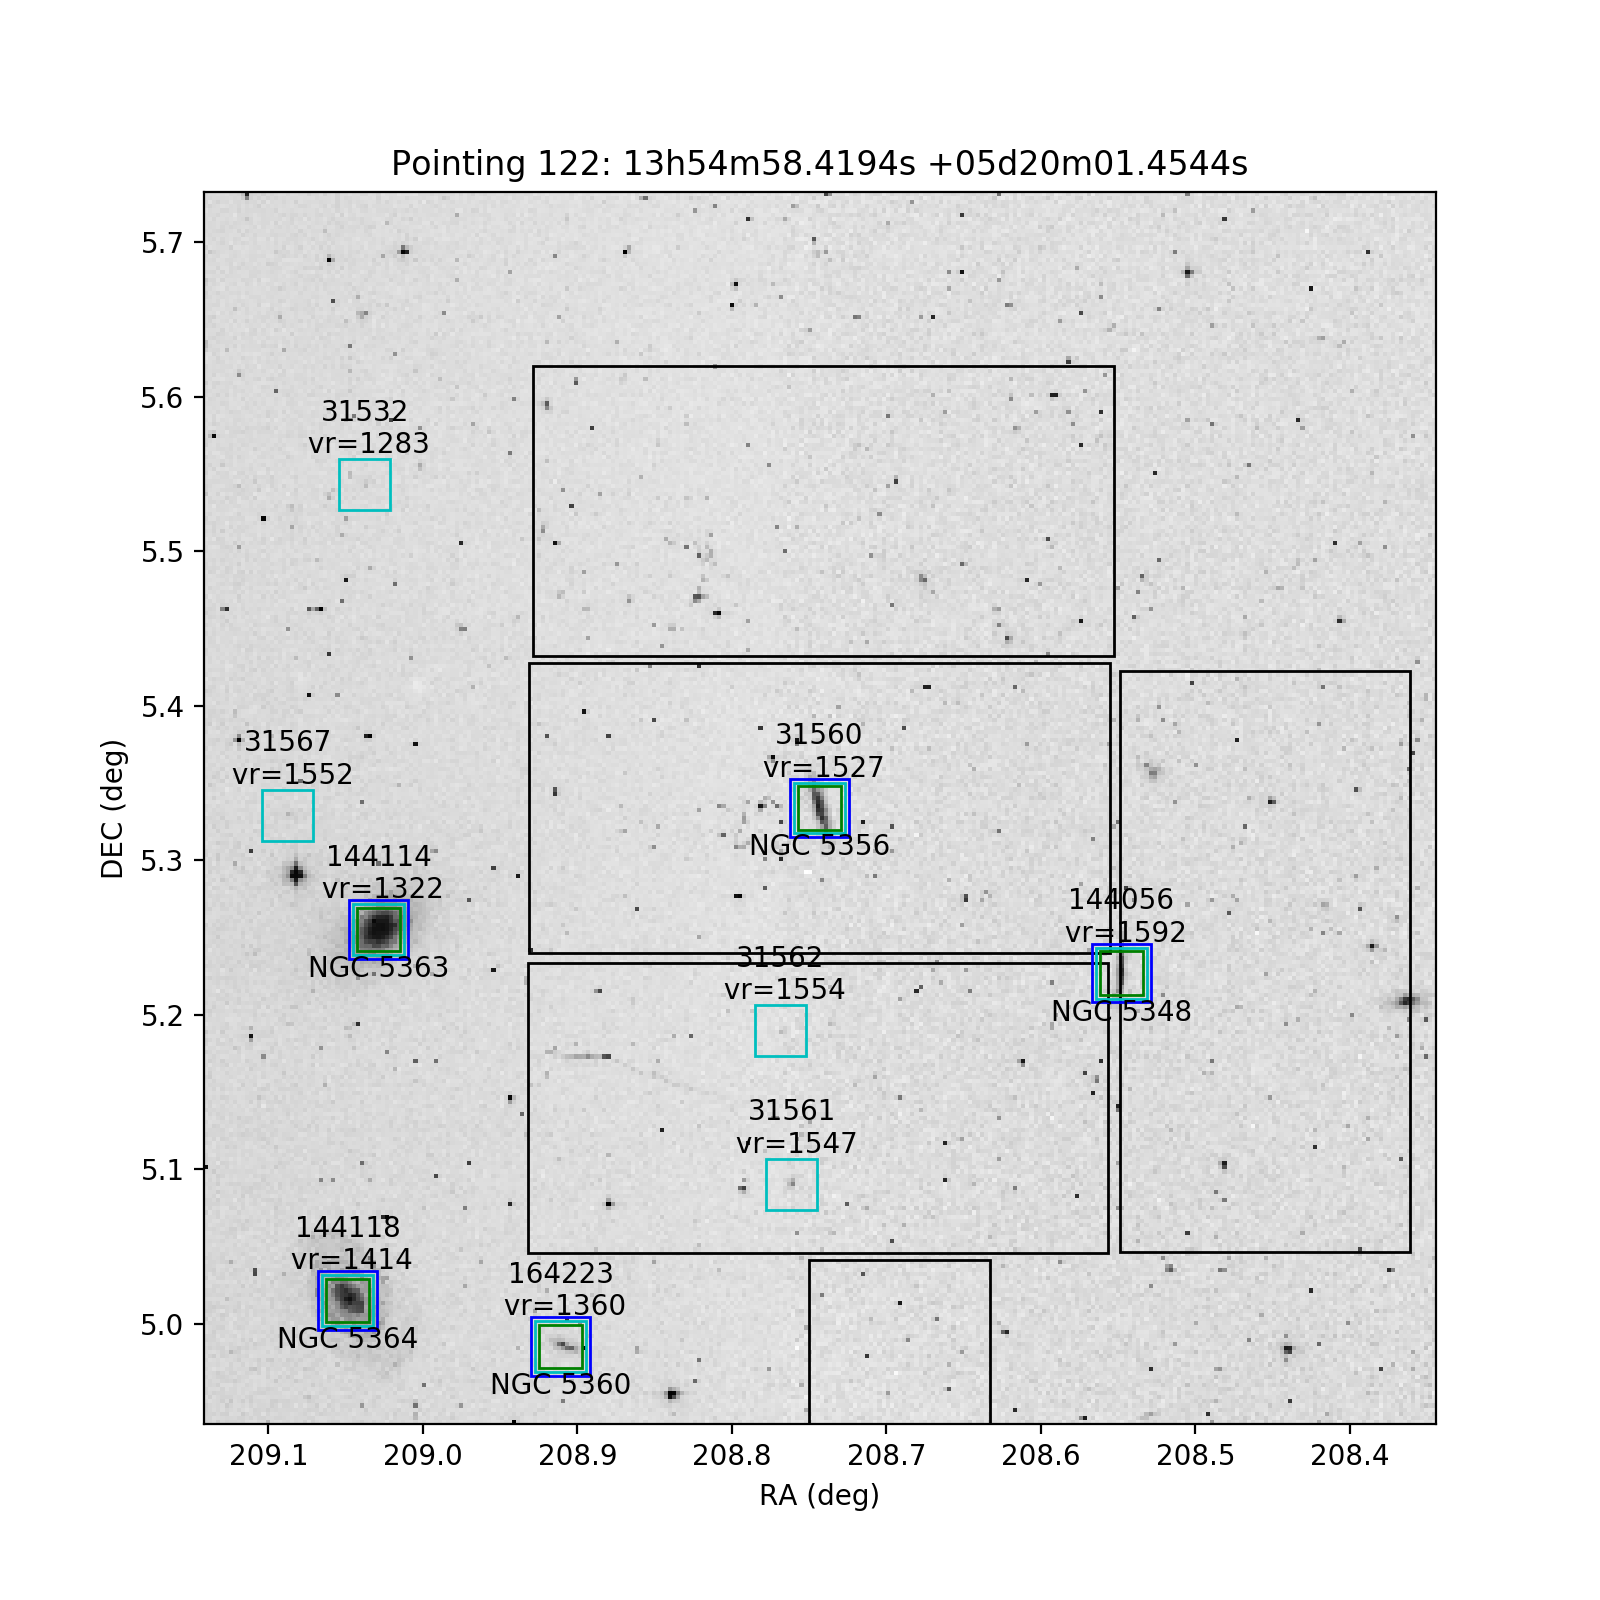 Pointing 122: 13h54m58.4194s +05d20m01.4544s
5.7
5.6
5.5
5.4
5.3
5.2
5.1
5.0
DEC (deg)
31532
vr=1283
31567
vr=1552
144114
vr=1322
NGC 5363
31560
vr=1527
NGC 5356
144056
vr=1592
NGC 5348
31562
vr=1554
31561
vr=1547
144118
vr=1414
NGC 5364
164223
vr=1360
NGC 5360
209.1 209.0 208.9 208.8 208.7 208.6 208.5 208.4
RA (deg)